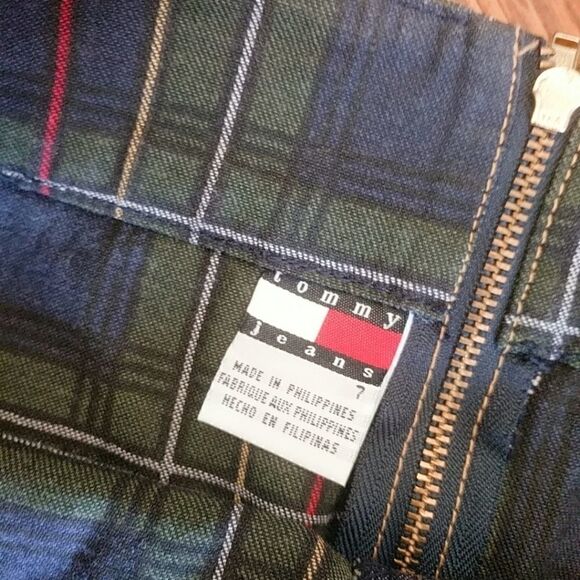 tommy
jeans
7
MADE IN PHILIPPINES
FABRIQUE AUX PHILIPPINES
HECHO EN FILIPINAS